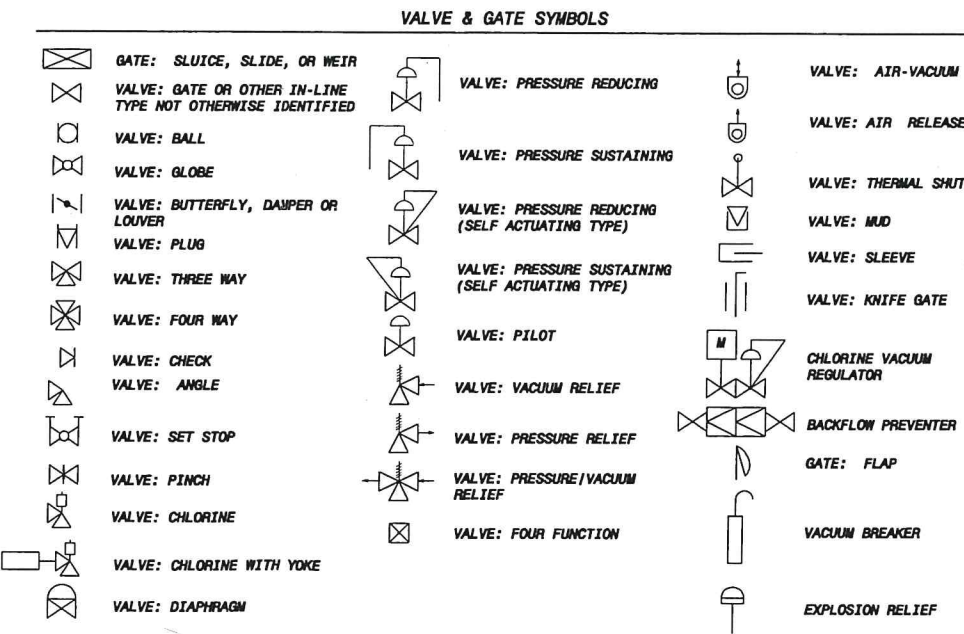 VALVE & GATE SYMBOLS
GATE: SLUICE, SLIDE, OR WEIR
VALVE: GATE OR OTHER IN-LINE
TYPE NOT OTHERWISE IDENTIFIED
VALVE: BALL
VALVE: GLOBE
VALVE: BUTTERFLY, DAMPER OR
LOUVER
VALVE: PLUG
VALVE: THREE WAY
VALVE: FOUR WAY
VALVE: CHECK
VALVE: ANGLE
VALVE: SET STOP
VALVE: PINCH
VALVE: CHLORINE
VALVE: CHLORINE WITH YOKE
VALVE: DIAPHRAGM
VALVE: PRESSURE REDUCING
VALVE: PRESSURE SUSTAINING
VALVE: PRESSURE REDUCING
(SELF ACTUATING TYPE)
VALVE: PRESSURE SUSTAINING
(SELF ACTUATING TYPE)
VALVE: PILOT
VALVE: VACUUM RELIEF
VALVE: PRESSURE RELIEF
VALVE: PRESSURE/VACUUM
RELIEF
VALVE: FOUR FUNCTION
VALVE: AIR-VACUUM
VALVE: AIR RELEASE
VALVE: THERMAL SHUT
VALVE: MUD
VALVE: SLEEVE
VALVE: KNIFE GATE
M
CHLORINE VACUUM
REGULATOR
BACKFLOW PREVENTER
GATE: FLAP
VACUUM BREAKER
EXPLOSION RELIEF